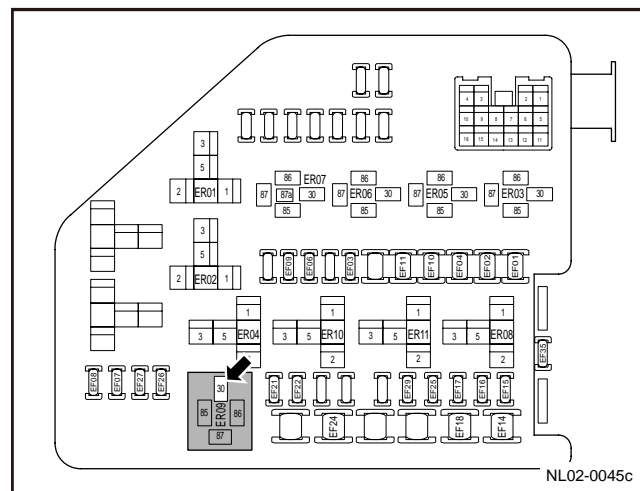 4 3 2 1
10 9 8 7 6 5
16 15 14 13 12 11
3
5
2 ER01 1
86 ER07
87 87a 30
85
86
87 ER06 30
85
86
87 ER05 30
85
86
87 ER03 30
85
3
5
2 ER02 1
EF09 EF06 EF03 EF11 EF10 EF04 EF02 EF01
1
3 5 ER04
1
3 5 ER10
2
1
3 5 ER11
2
1
3 5 ER08
2
EF35
EF08 EF07 EF27 EF26
30
85 ER09 86
87
EF21 EF22 EF29 EF25 EF17 EF16 EF15
EF24 EF18 EF14
NL02-0045c